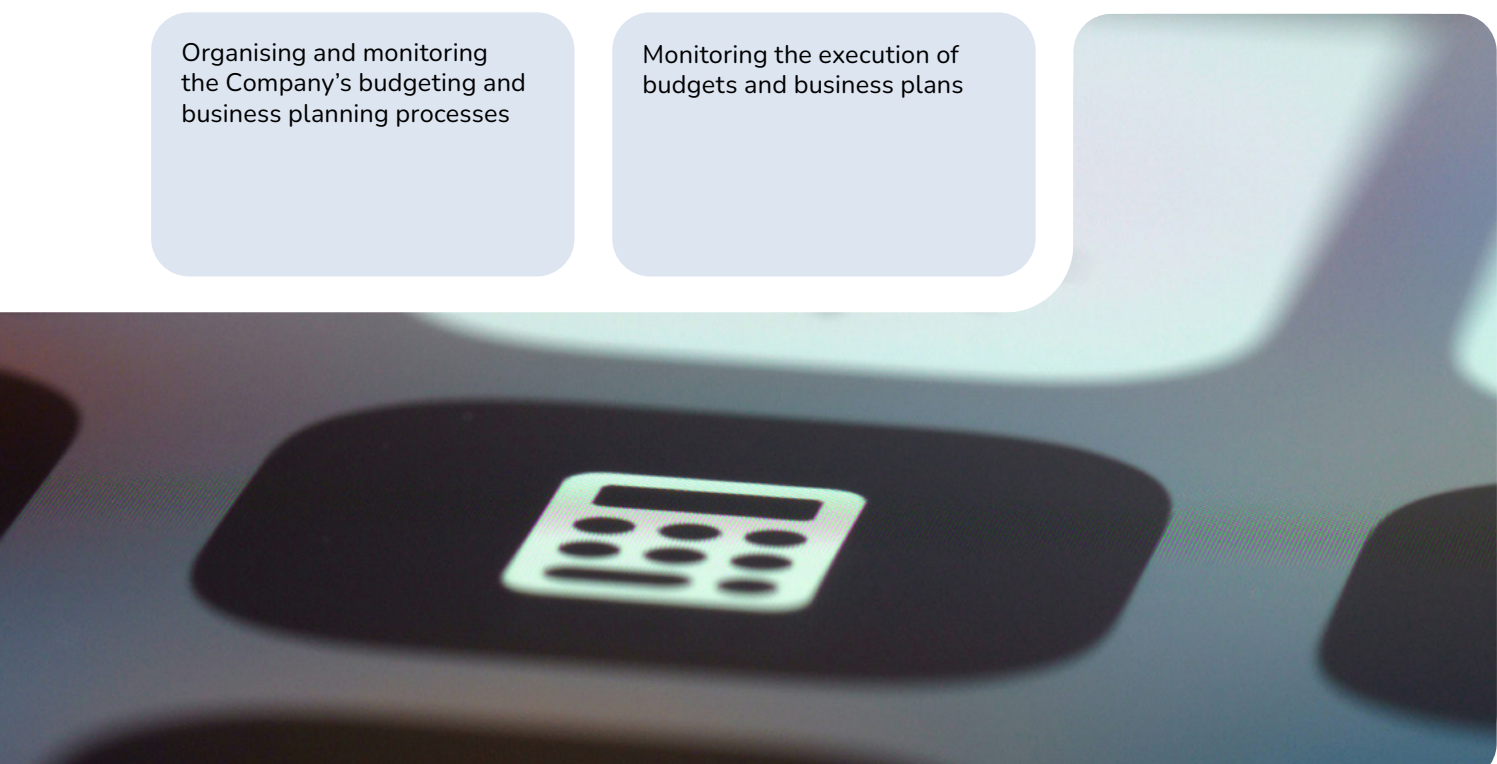 Organising and monitoring
the Company’s budgeting and
business planning processes
Monitoring the execution of
budgets and business plans